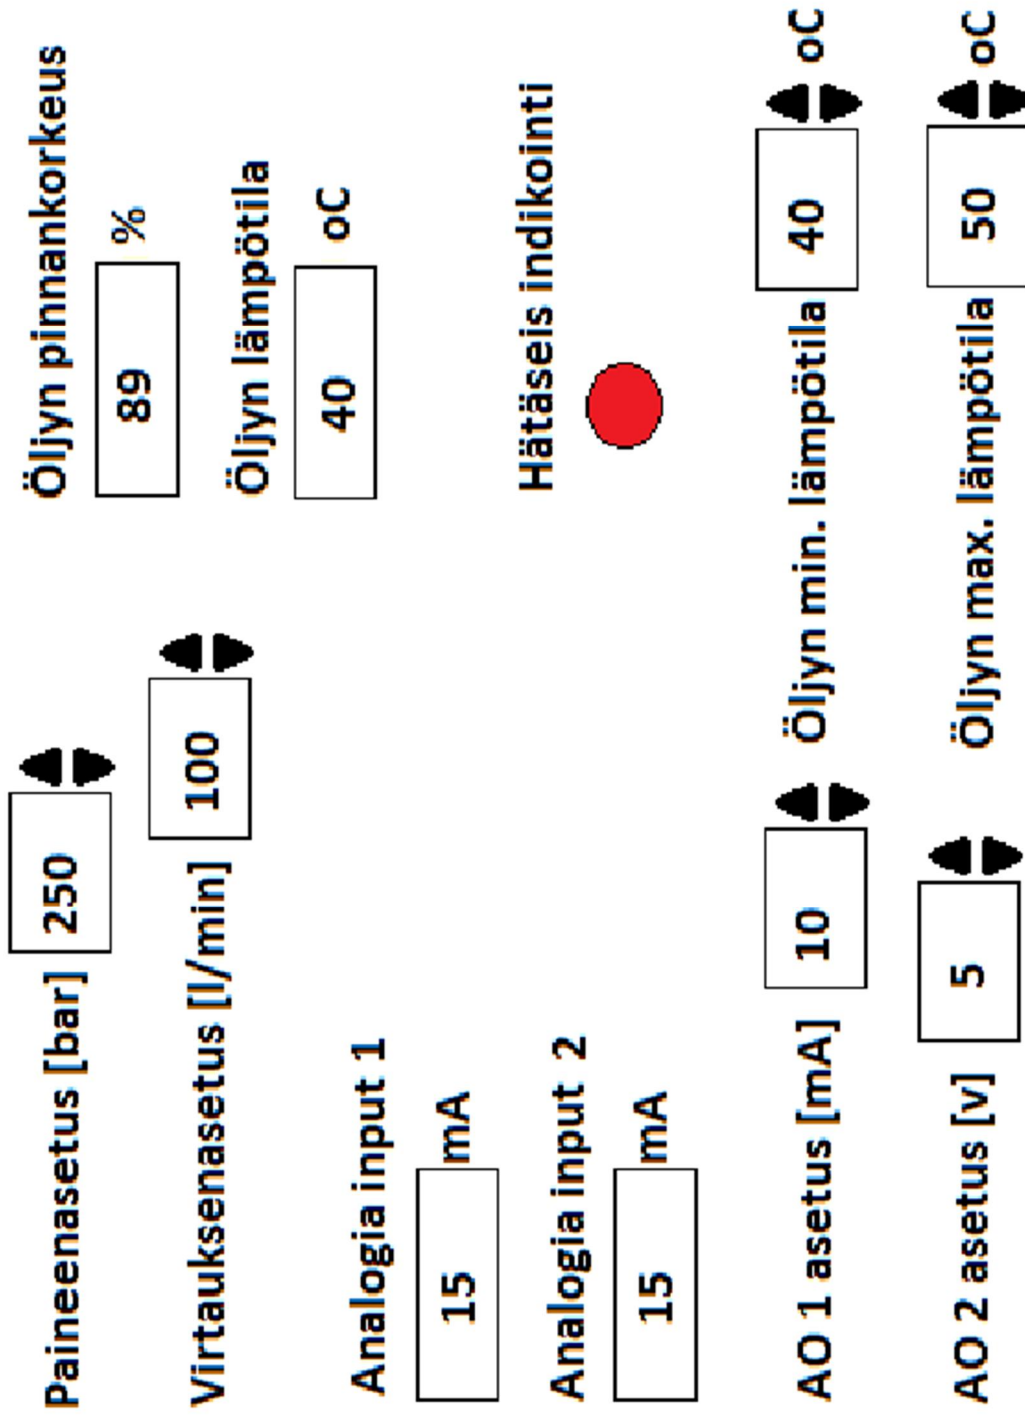 Paineenasetus [bar] 250
Öljyn pinnankorkeus
89 %
Virtauksenasetus [l/min] 100
Öljyn lämpötila
40 oC
Analogia input 1
15 mA
Analogia input 2
15 mA
Hätäseis indikointi
AO 1 asetus [mA] 10
Öljyn min. lämpötila 40 oC
AO 2 asetus [v] 5
Öljyn max. lämpötila 50 oC